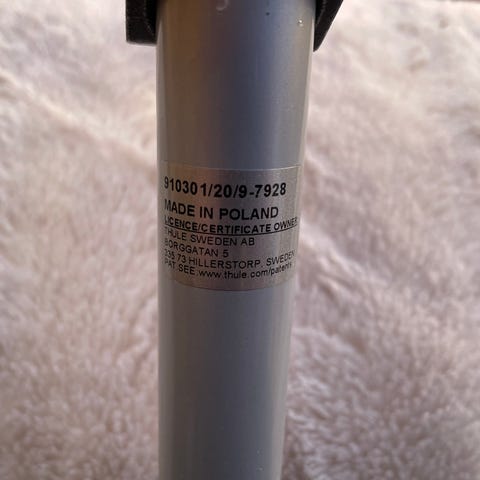 910301/20/9-7928
MADE IN POLAND
LICENCE/CERTIFICATE OWNER
THULE SWEDEN AB
BORGGATAN 5
335 73 HILLERSTORP. SWEDEN
PAT.SEE.www.thule.com/patents